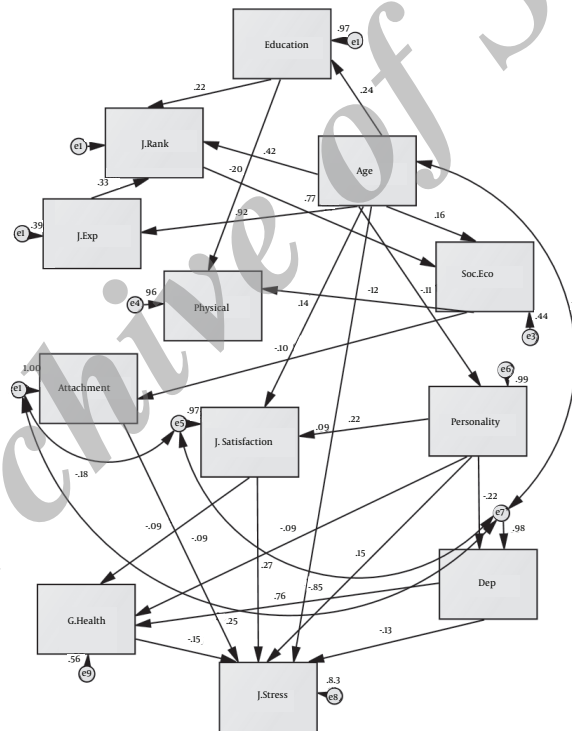 Education
.97
e1
.22
.24
J.Rank
e1
.42
Age
-20
.33
.77
.92
.16
J.Exp
e1
.39
Soc.Eco
Physical
e4
96
-12
-.11
.14
.44
e3
-.10
1.00
e1
Attachment
e6
.99
e5
.97
J. Satisfaction
.09
.22
Personality
-.18
-.22
e7
.98
-.09
-.09
-.09
.27
.15
Dep
.76
-.85
G.Health
.25
-.15
-.13
.56
e9
J.Stress
.8.3
e8
chive of S